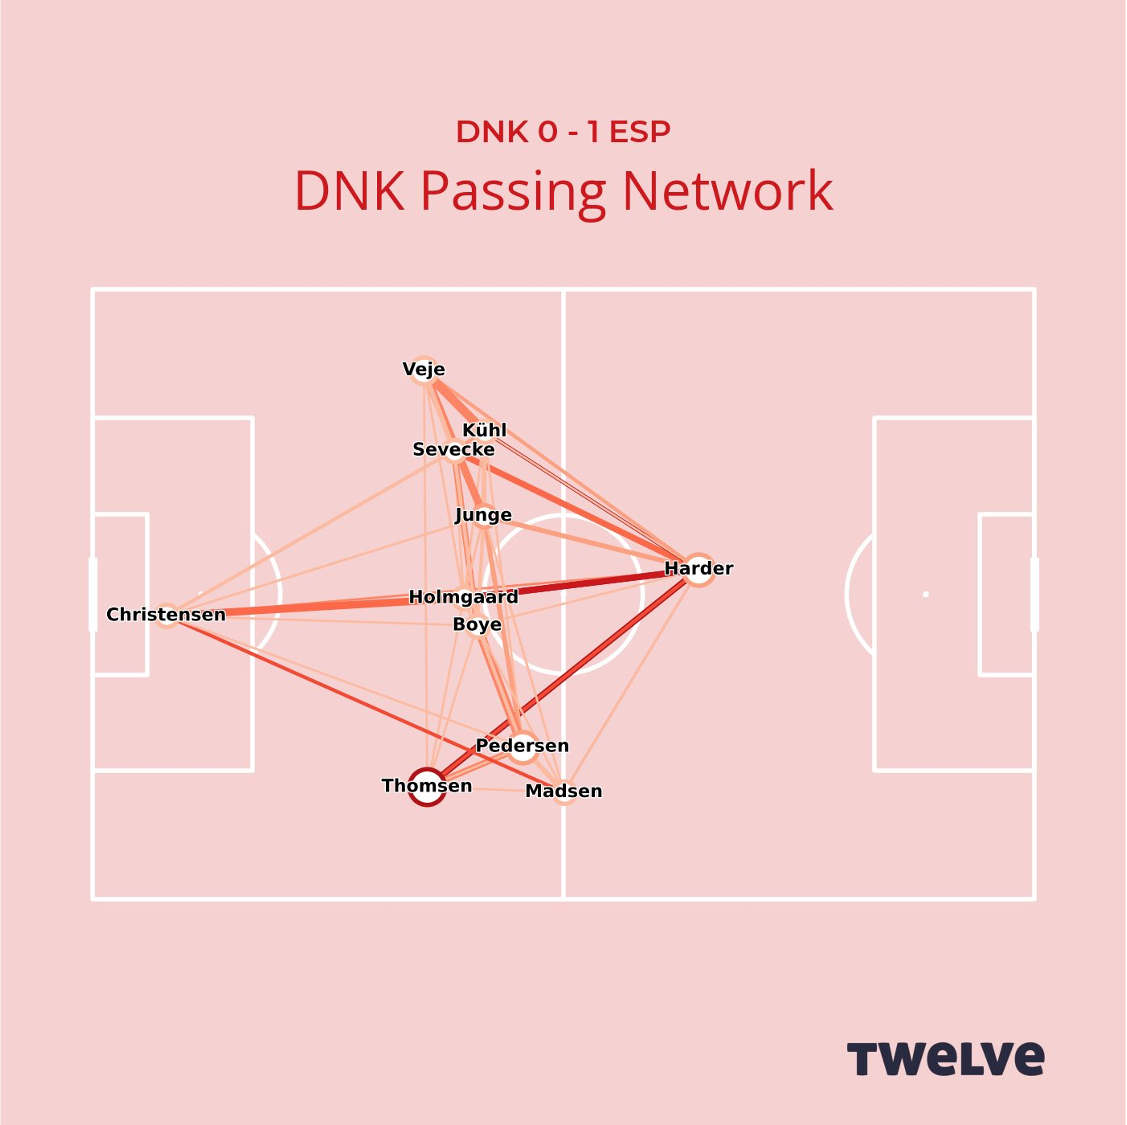 DNK 0 - 1 ESP
DNK Passing Network
Veje
Kühl
Sevecke
Junge
Harder
Holmgaard
Christensen
Boye
Pedersen
Thomsen
Madsen
TWELVE